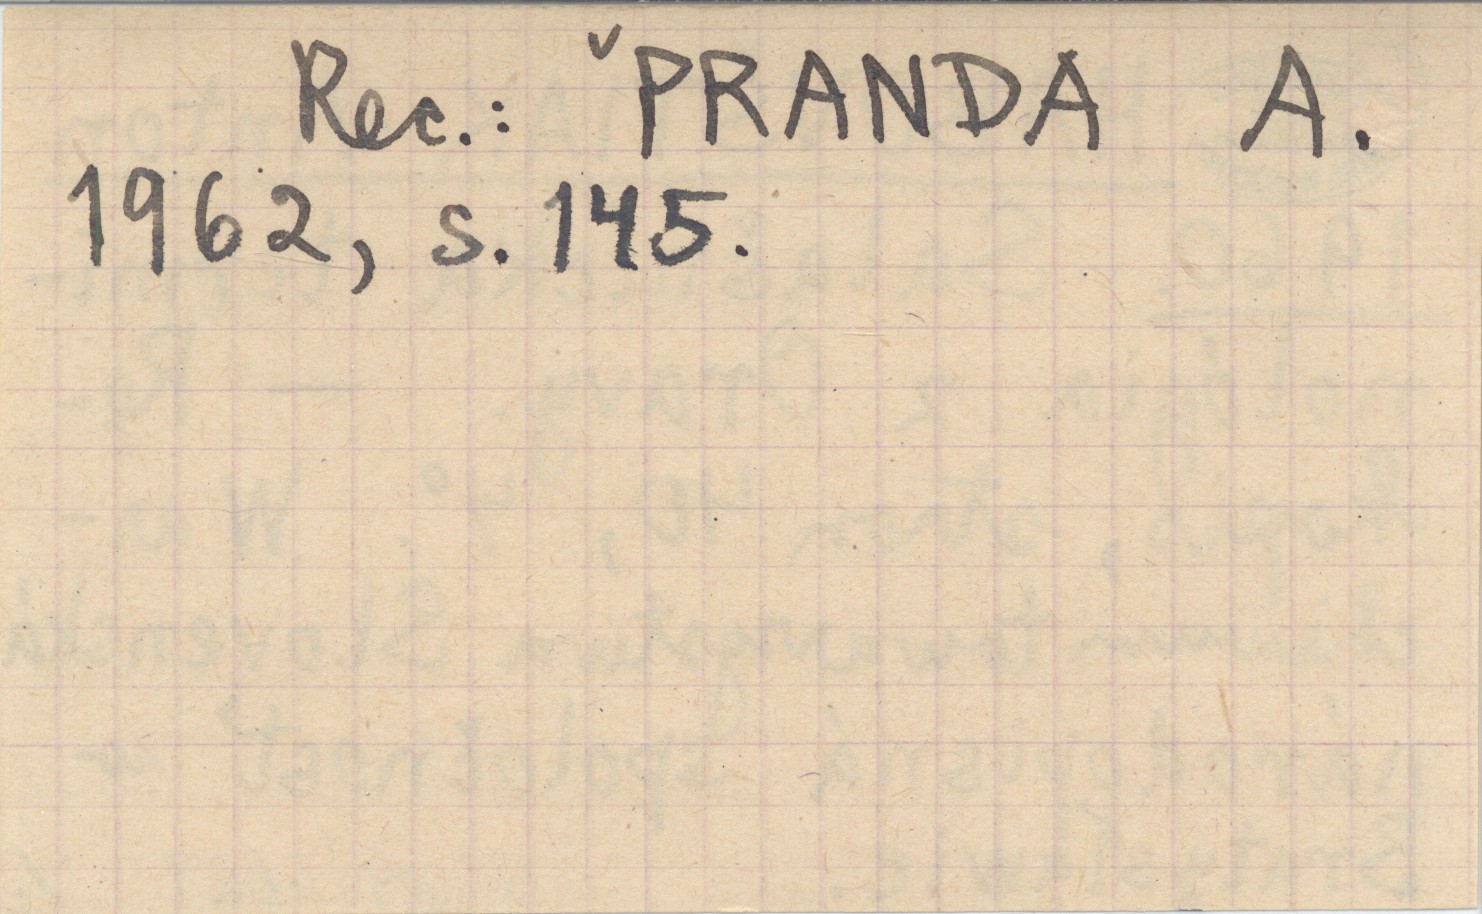 Rec.: ˇPRANDA A.
1962, s. 145.